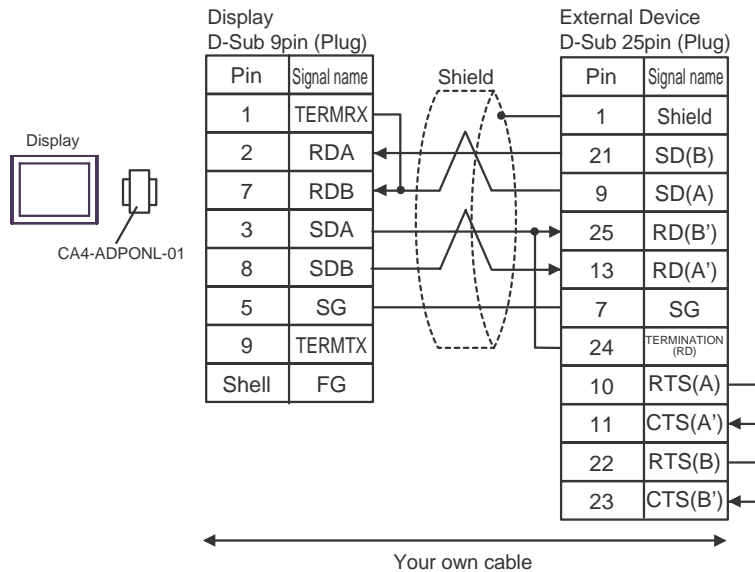 Display
D-Sub 9pin (Plug)
Pin Signal name
1 TERMRX
2 RDA
7 RDB
3 SDA
8 SDB
5 SG
9 TERMTX
Shell FG
Shield
External Device
D-Sub 25pin (Plug)
Pin Signal name
1 Shield
21 SD(B)
9 SD(A)
25 RD(B')
13 RD(A')
7 SG
24 TERMINATION
(RD)
10 RTS(A)
11 CTS(A')
22 RTS(B)
23 CTS(B')
Display
CA4-ADPONL-01
Your own cable